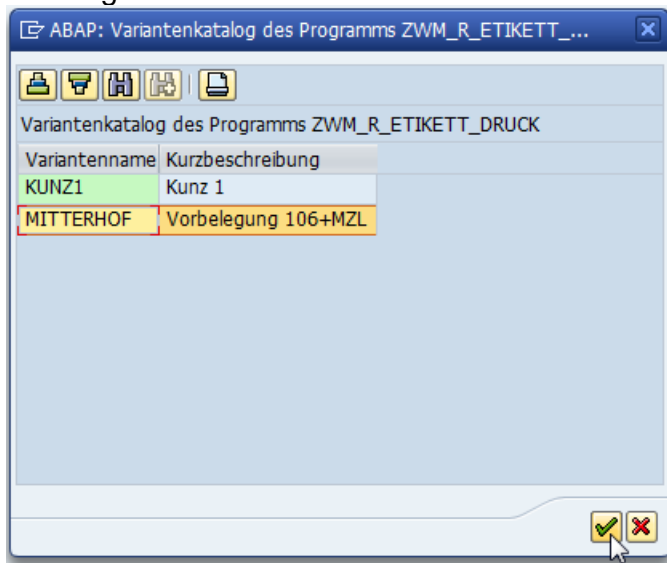 ABAP: Variantenkatalog des Programms ZWM_R_ETIKETT_...
Variantenkatalog des Programms ZWM_R_ETIKETT_DRUCK
Variantenname Kurzbeschreibung
KUNZ1 Kunz 1
MITTERHOF Vorbelegung 106+MZL